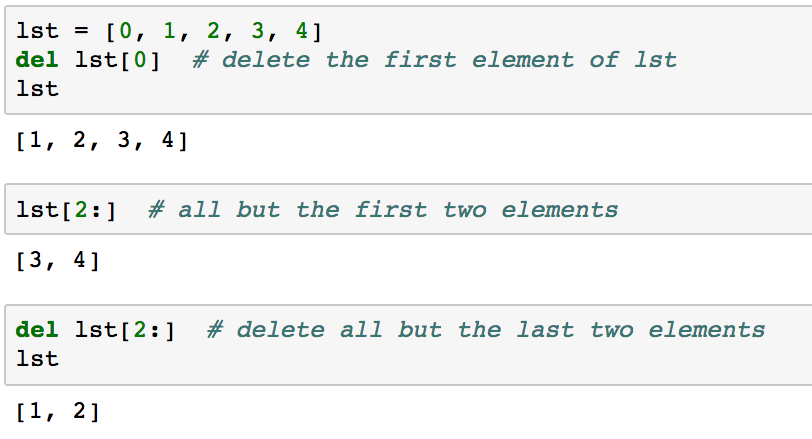 lst = [0, 1, 2, 3, 4]
del lst[0]  # delete the first element of lst
lst
[1, 2, 3, 4]
lst[2:]  # all but the first two elements
[3, 4]
del lst[2:]  # delete all but the last two elements
lst
[1, 2]